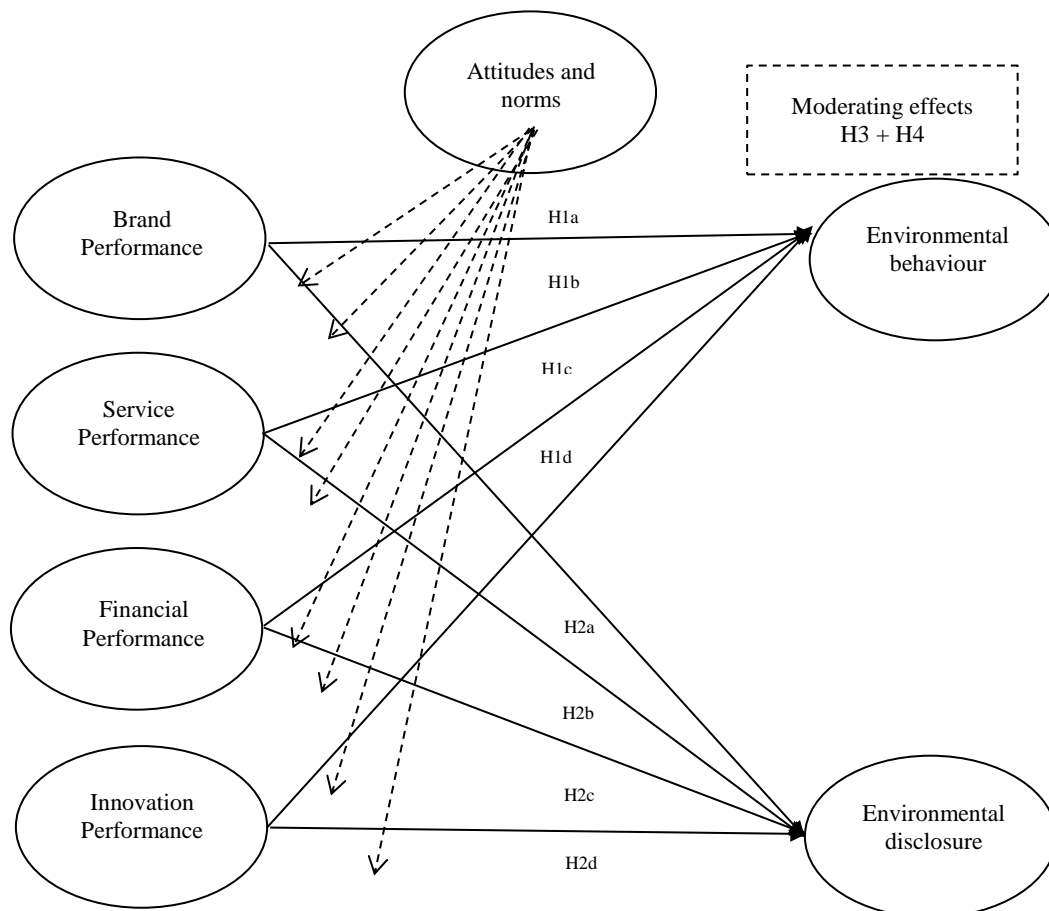 Attitudes and
norms
Moderating effects
H3 + H4
Brand
Performance
H1a
Environmental
behaviour
H1b
H1c
Service
Performance
H1d
Financial
Performance
H2a
H2b
Innovation
Performance
H2c
Environmental
disclosure
H2d